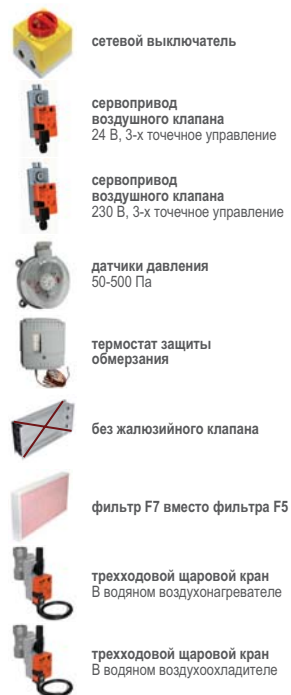 сетевой выключатель
сервопривод
воздушного клапана
24 В, 3-х точечное управление
сервопривод
воздушного клапана
230 В, 3-х точечное управление
датчики давления
50-500 Па
термостат защиты
обмерзания
без жалюзийного клапана
фильтр F7 вместо фильтра F5
трехходовой щаровой кран
В водяном воздухонагревателе
трехходовой щаровой кран
В водяном воздухоохладителе